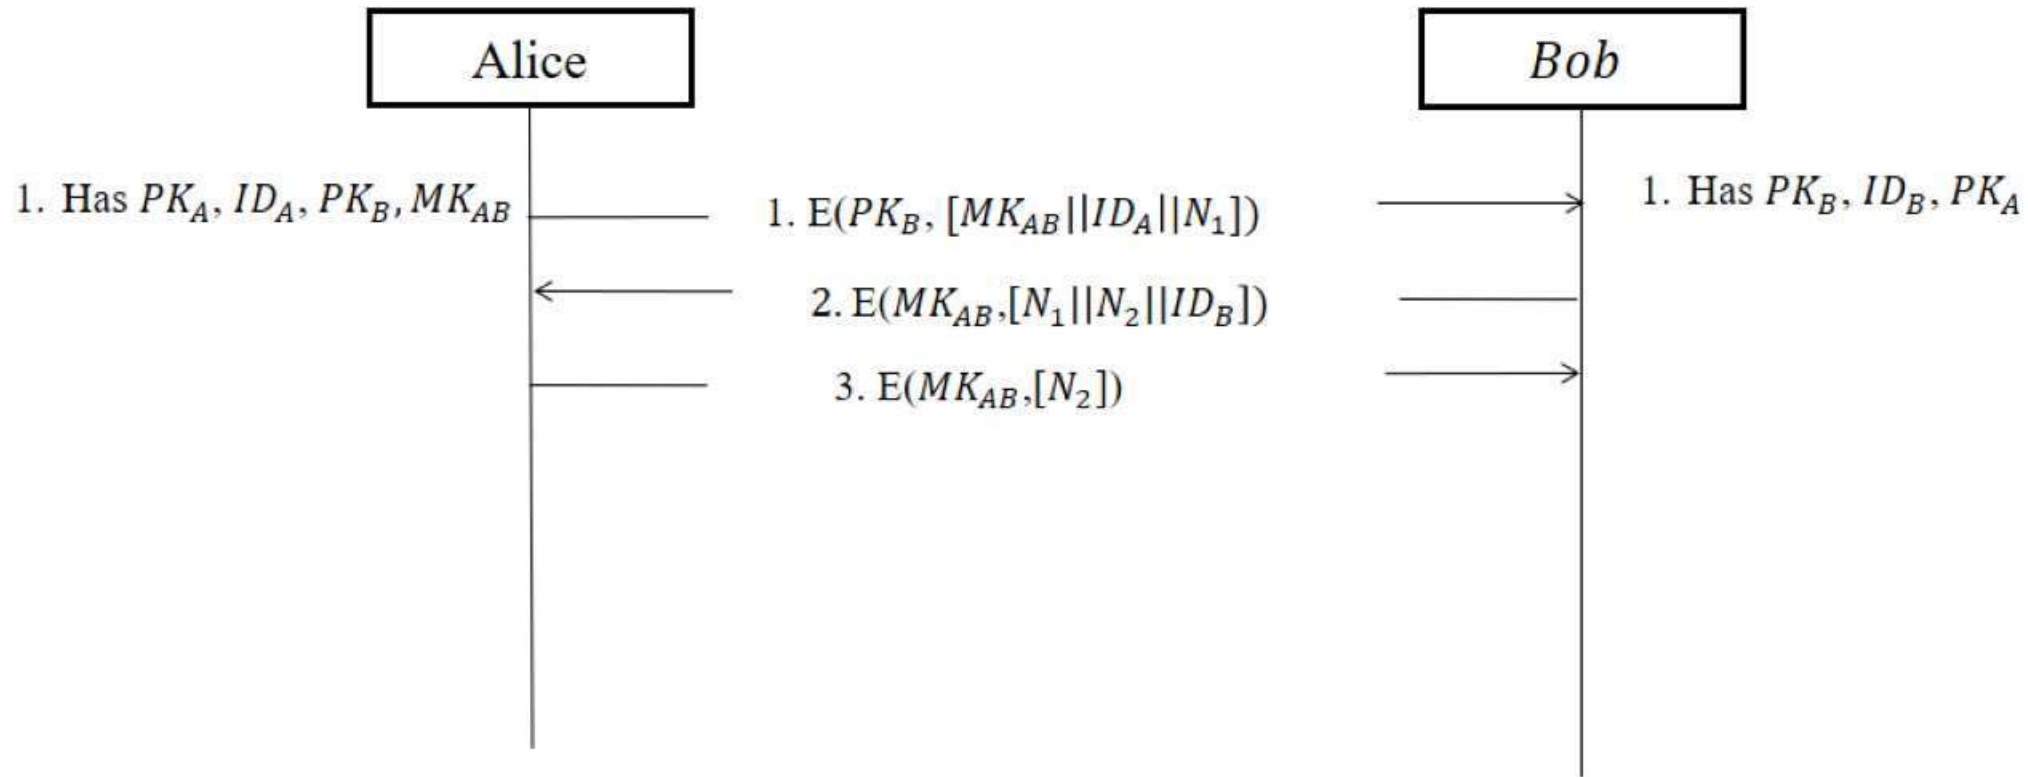 Alice
Bob
1. Has PK_A, ID_A, PK_B, MK_AB
1. E(PK_B, [MK_AB||ID_A||N_1])
1. Has PK_B, ID_B, PK_A
2. E(MK_AB,[N_1||N_2||ID_B])
3. E(MK_AB,[N_2])